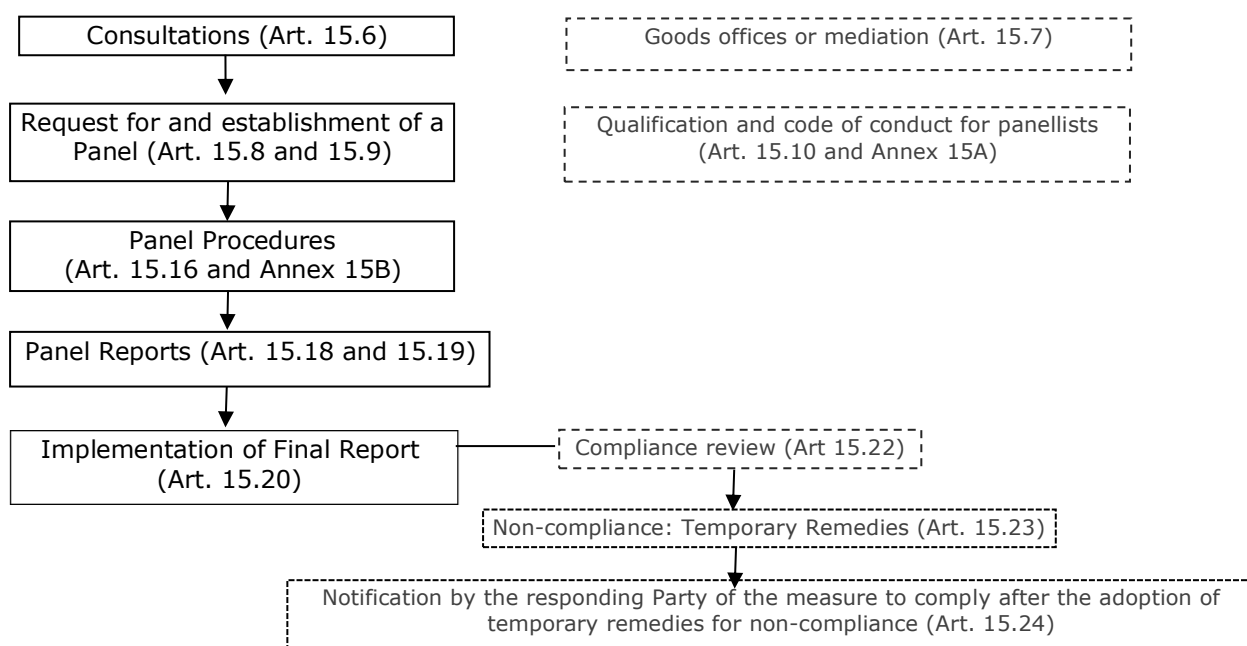 Consultations (Art. 15.6)
Goods offices or mediation (Art. 15.7)
Request for and establishment of a
Panel (Art. 15.8 and 15.9)
Qualification and code of conduct for panellists
(Art. 15.10 and Annex 15A)
Panel Procedures
(Art. 15.16 and Annex 15B)
Panel Reports (Art. 15.18 and 15.19)
Implementation of Final Report
(Art. 15.20)
Compliance review (Art 15.22)
Non-compliance: Temporary Remedies (Art. 15.23)
Notification by the responding Party of the measure to comply after the adoption of
temporary remedies for non-compliance (Art. 15.24)